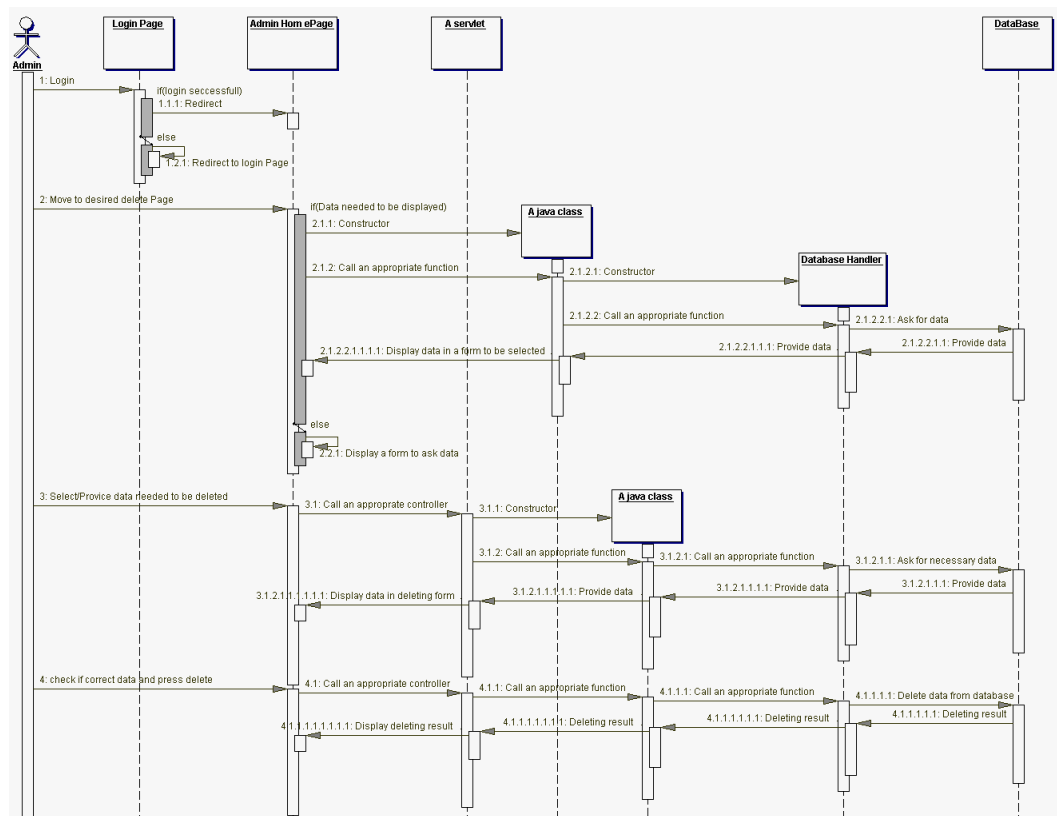 Login Page
Admin Hom ePage
A servlet
DataBase
Admin
1: Login
if(login seccessfull)
1.1.1: Redirect
else
1.2.1: Redirect to login Page
2: Move to desired delete Page
if(Data needed to be displayed)
A java class
2.1.1: Constructor
Database Handler
2.1.2: Call an appropriate function
2.1.2.1: Constructor
2.1.2.2: Call an appropriate function
2.1.2.2.1: Ask for data
2.1.2.2.1.1: Provide data
2.1.2.2.1.1.1: Provide data
2.1.2.2.1.1.1.1: Display data in a form to be selected
else
2.2.1: Display a form to ask data
3: Select/Provice data needed to be deleted
A java class
3.1: Call an approprate controller
3.1.1: Constructor
3.1.2: Call an appropriate function
3.1.2.1: Call an appropriate function
3.1.2.1.1: Ask for necessary data
3.1.2.1.1.1: Provide data
3.1.2.1.1.1.1: Provide data
3.1.2.1.1.1.1.1: Provide data
3.1.2.1.1.1.1.1.1: Display data in deleting form
4: check if correct data and press delete
4.1: Call an appropriate controller
4.1.1: Call an appropriate function
4.1.1.1: Call an appropriate function
4.1.1.1.1: Delete data from database
4.1.1.1.1.1: Deleting result
4.1.1.1.1.1.1: Deleting result
4.1.1.1.1.1.1.1: Deleting result
4.1.1.1.1.1.1.1.1: Display deleting result